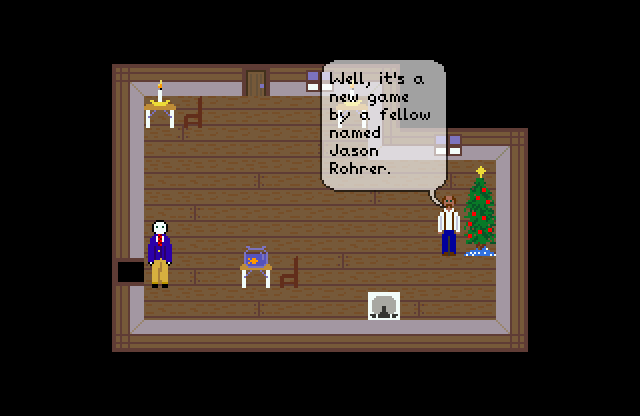 Well, it's a
new game
by a fellow
named
Jason
Rohrer.